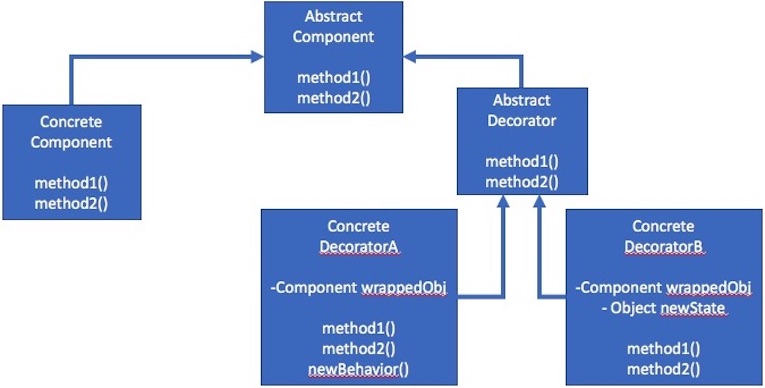 Abstract
Component
method1()
method2()
Concrete
Component
method1()
method2()
Abstract
Decorator
method1()
method2()
Concrete
DecoratorA
-Component wrappedObj
method1()
method2()
newBehavior()
Concrete
DecoratorB
-Component wrappedObj
- Object newState
method1()
method2()